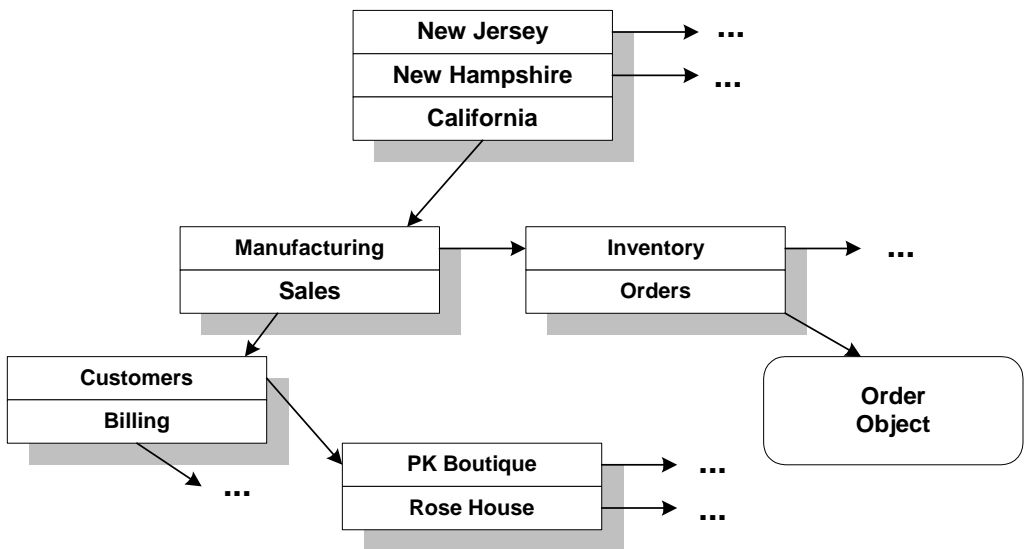 New Jersey
...
New Hampshire
...
California
Manufacturing
Inventory
...
Sales
Orders
Customers
Billing
...
Order
Object
PK Boutique
...
Rose House
...